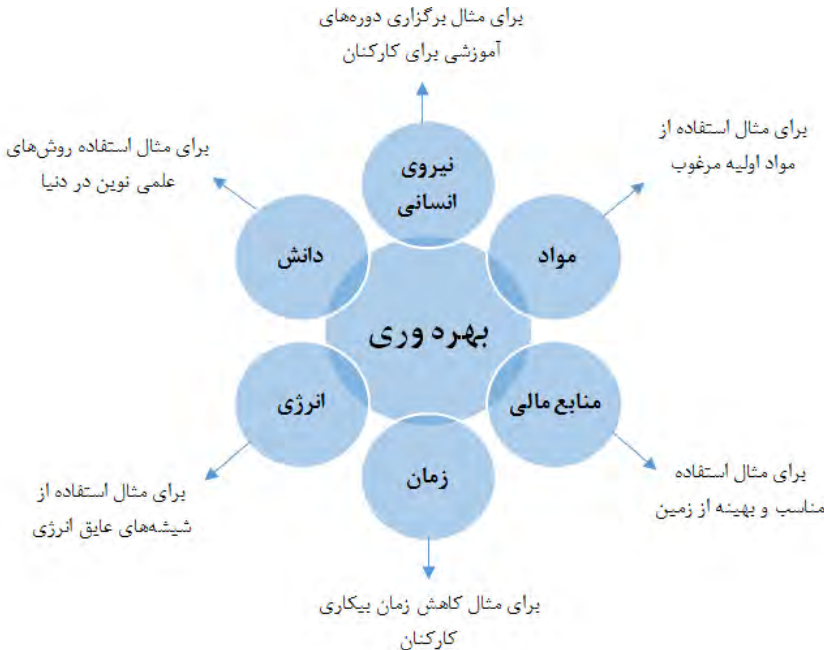 برای مثال برگزاری دوره‌های
آموزشی برای کارکنان
نیروی
انسانی
برای مثال استفاده از
مواد اولیه مرغوب
مواد
برای مثال استفاده روش‌های
علمی نوین در دنیا
دانش
بهره وری
منابع مالی
برای مثال استفاده
مناسب و بهینه از زمین
انرژی
برای مثال استفاده از
شیشه‌های عایق انرژی
زمان
برای مثال کاهش زمان بیکاری
کارکنان